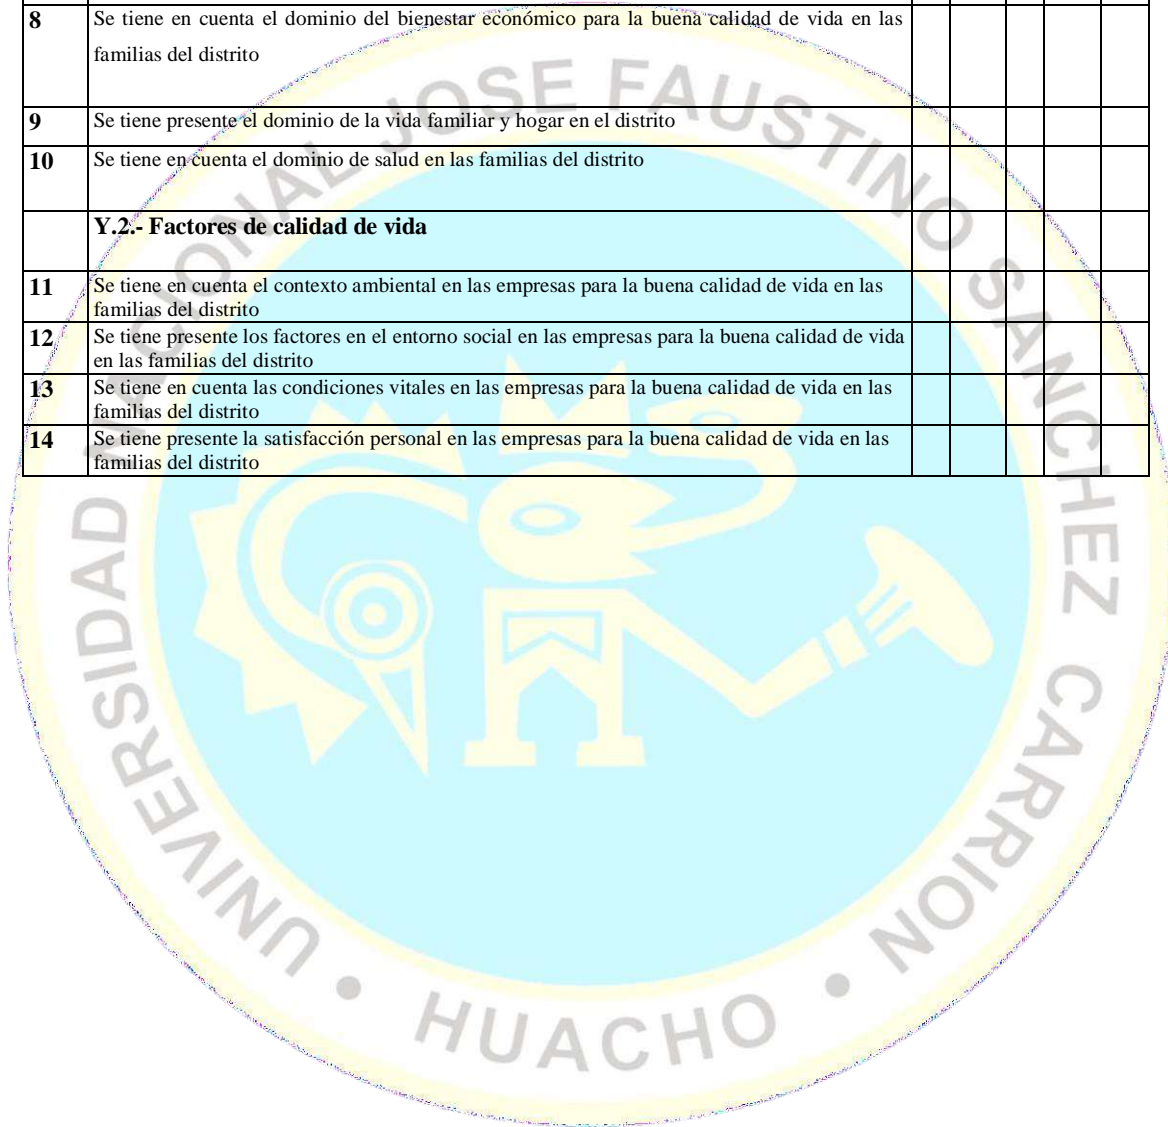 8 Se tiene en cuenta el dominio del bienestar económico para la buena calidad de vida en las
familias del distrito
9 Se tiene presente el dominio de la vida familiar y hogar en el distrito
10 Se tiene en cuenta el dominio de salud en las familias del distrito
Y.2.- Factores de calidad de vida
11 Se tiene en cuenta el contexto ambiental en las empresas para la buena calidad de vida en las
familias del distrito
12 Se tiene presente los factores en el entorno social en las empresas para la buena calidad de vida
en las familias del distrito
13 Se tiene en cuenta las condiciones vitales en las empresas para la buena calidad de vida en las
familias del distrito
14 Se tiene presente la satisfacción personal en las empresas para la buena calidad de vida en las
familias del distrito
UNIVERSIDAD NACIONAL JOSE FAUSTINO SANCHEZ CARRION • HUACHO •